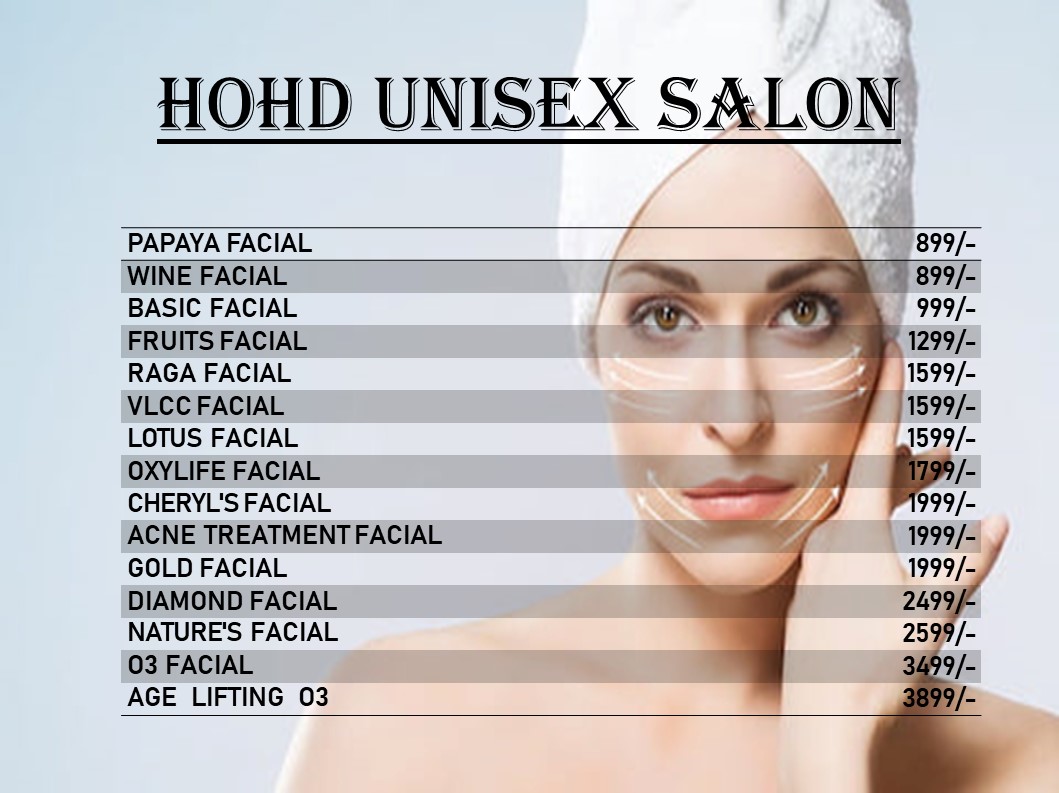 HOHD UNISEX SALON
PAPAYA FACIAL 899/-
WINE FACIAL 899/-
BASIC FACIAL 999/-
FRUITS FACIAL 1299/-
RAGA FACIAL 1599/-
VLCC FACIAL 1599/-
LOTUS FACIAL 1599/-
OXYLIFE FACIAL 1799/-
CHERYL'S FACIAL 1999/-
ACNE TREATMENT FACIAL 1999/-
GOLD FACIAL 1999/-
DIAMOND FACIAL 2499/-
NATURE'S FACIAL 2599/-
O3 FACIAL 3499/-
AGE LIFTING O3 3899/-